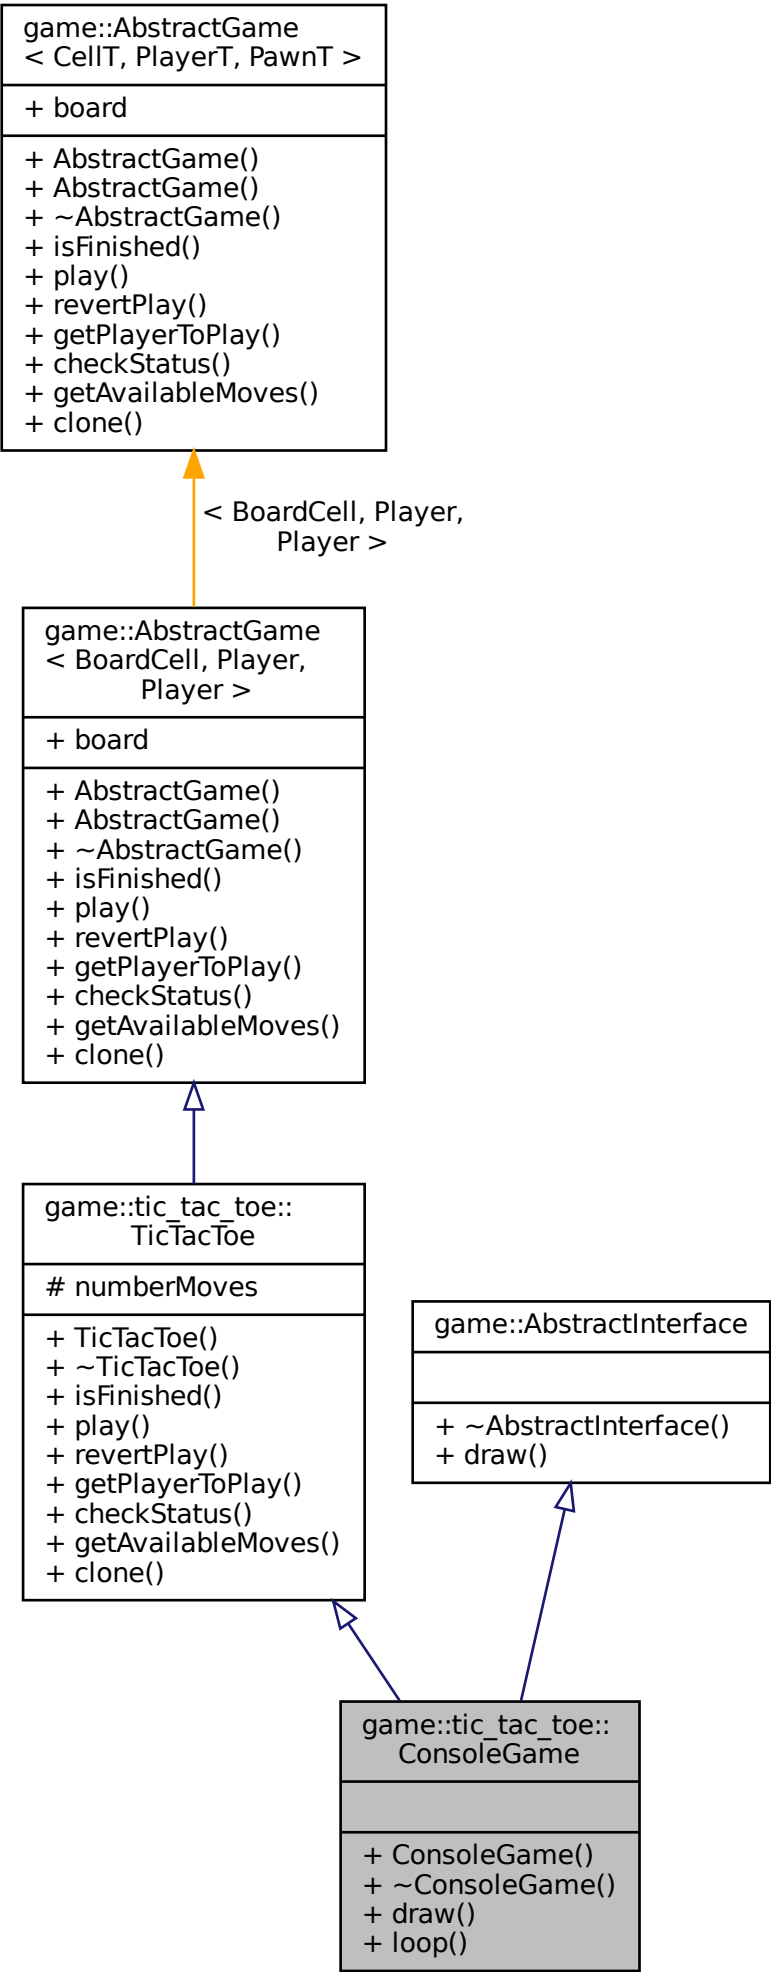 game::AbstractGame
< CellT, PlayerT, PawnT >
+ board
+ AbstractGame()
+ AbstractGame()
+ ~AbstractGame()
+ isFinished()
+ play()
+ revertPlay()
+ getPlayerToPlay()
+ checkStatus()
+ getAvailableMoves()
+ clone()
< BoardCell, Player,
Player >
game::AbstractGame
< BoardCell, Player,
Player >
+ board
+ AbstractGame()
+ AbstractGame()
+ ~AbstractGame()
+ isFinished()
+ play()
+ revertPlay()
+ getPlayerToPlay()
+ checkStatus()
+ getAvailableMoves()
+ clone()
game::tic_tac_toe::
TicTacToe
# numberMoves
+ TicTacToe()
+ ~TicTacToe()
+ isFinished()
+ play()
+ revertPlay()
+ getPlayerToPlay()
+ checkStatus()
+ getAvailableMoves()
+ clone()
game::AbstractInterface
+ ~AbstractInterface()
+ draw()
game::tic_tac_toe::
ConsoleGame
+ ConsoleGame()
+ ~ConsoleGame()
+ draw()
+ loop()